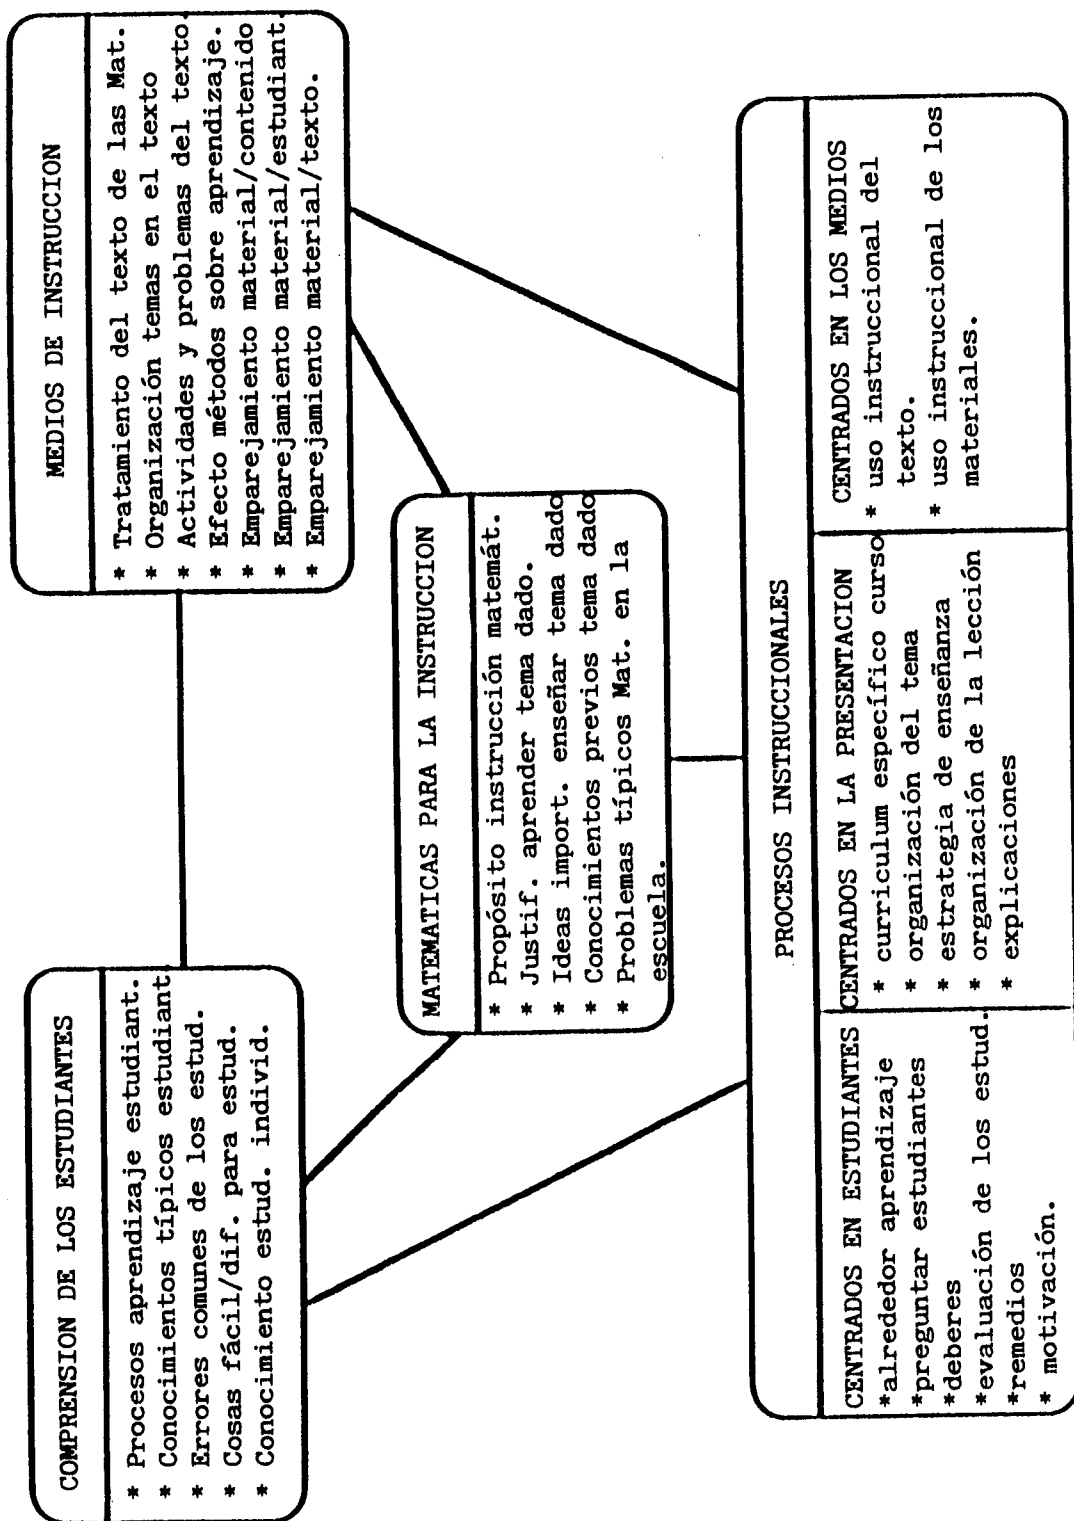 COMPRENSION DE LOS ESTUDIANTES
* Procesos aprendizaje estudiant.
* Conocimientos típicos estudiant
* Errores comunes de los estud.
* Cosas fácil/dif. para estud.
* Conocimiento estud. individ.
MEDIOS DE INSTRUCCION
* Tratamiento del texto de las Mat.
* Organización temas en el texto
* Actividades y problemas del texto.
* Efecto métodos sobre aprendizaje.
* Emparejamiento material/contenido
* Emparejamiento material/estudiant.
* Emparejamiento material/texto.
MATEMATICAS PARA LA INSTRUCCION
* Propósito instrucción matemát.
* Justif. aprender tema dado.
* Ideas import. enseñar tema dado
* Conocimientos previos tema dado
* Problemas típicos Mat. en la
escuela.
PROCESOS INSTRUCCIONALES
CENTRADOS EN ESTUDIANTES
*alrededor aprendizaje
*preguntar estudiantes
*deberes
*evaluación de los estud.
*remedios
* motivación.
CENTRADOS EN LA PRESENTACION
* curriculum específico curso
* organización del tema
* estrategia de enseñanza
* organización de la lección
* explicaciones
CENTRADOS EN LOS MEDIOS
* uso instruccional del
texto.
* uso instruccional de los
materiales.